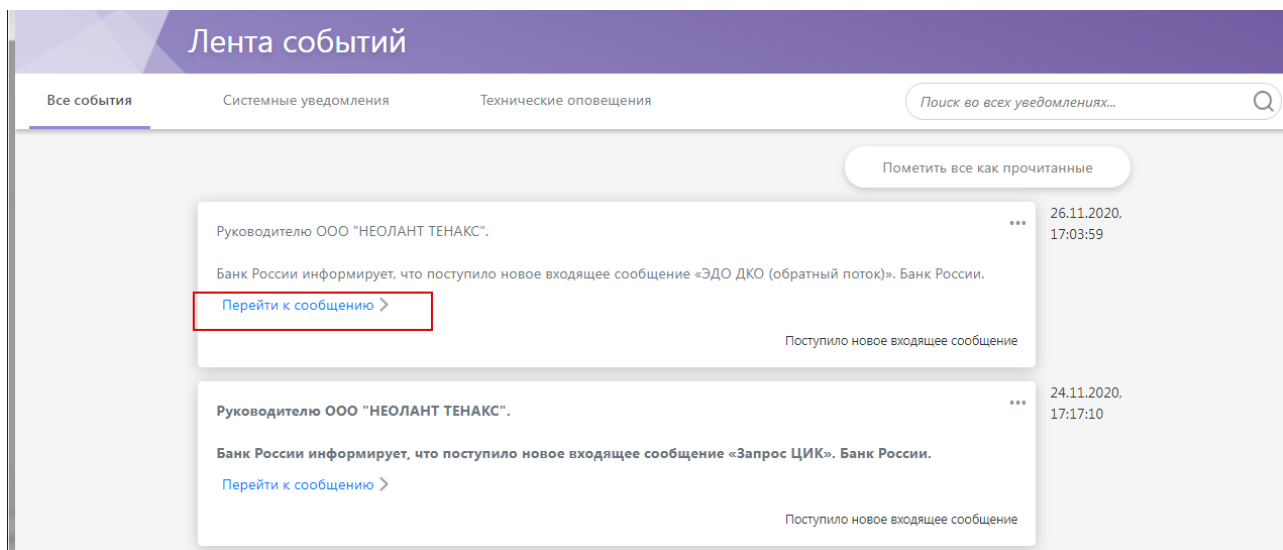 Лента событий
Все события Системные уведомления Технические оповещения Поиск во всех уведомлениях...
Пометить все как прочитанные
Руководителю ООО "НЕОЛАНТ ТЕНАКС".
26.11.2020,
17:03:59
Банк России информирует, что поступило новое входящее сообщение «ЭДО ДКО (обратный поток)». Банк России.
Перейти к сообщению
Поступило новое входящее сообщение
Руководителю ООО "НЕОЛАНТ ТЕНАКС".
24.11.2020,
17:17:10
Банк России информирует, что поступило новое входящее сообщение «Запрос ЦИК». Банк России.
Перейти к сообщению
Поступило новое входящее сообщение